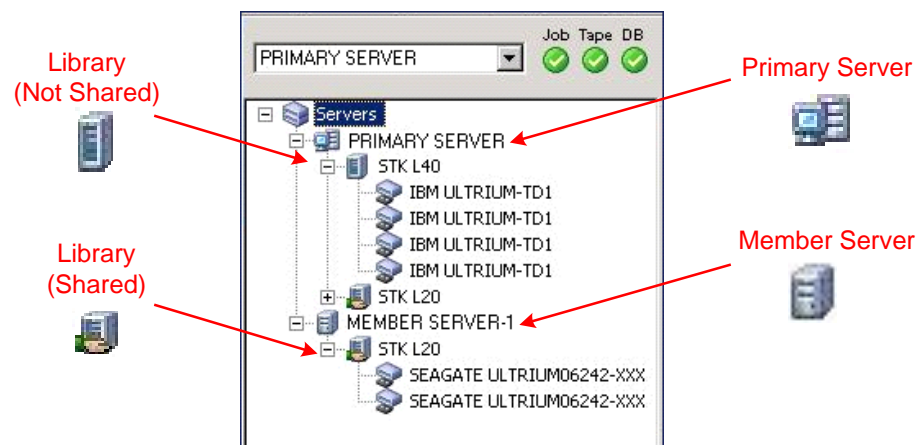 Job Tape DB
PRIMARY SERVER
Library
(Not Shared)
Primary Server
Servers
PRIMARY SERVER
STK L40
IBM ULTRIUM-TD1
IBM ULTRIUM-TD1
IBM ULTRIUM-TD1
IBM ULTRIUM-TD1
Library
(Shared)
Member Server
STK L20
MEMBER SERVER-1
STK L20
SEAGATE ULTRIUM06242-XXX
SEAGATE ULTRIUM06242-XXX